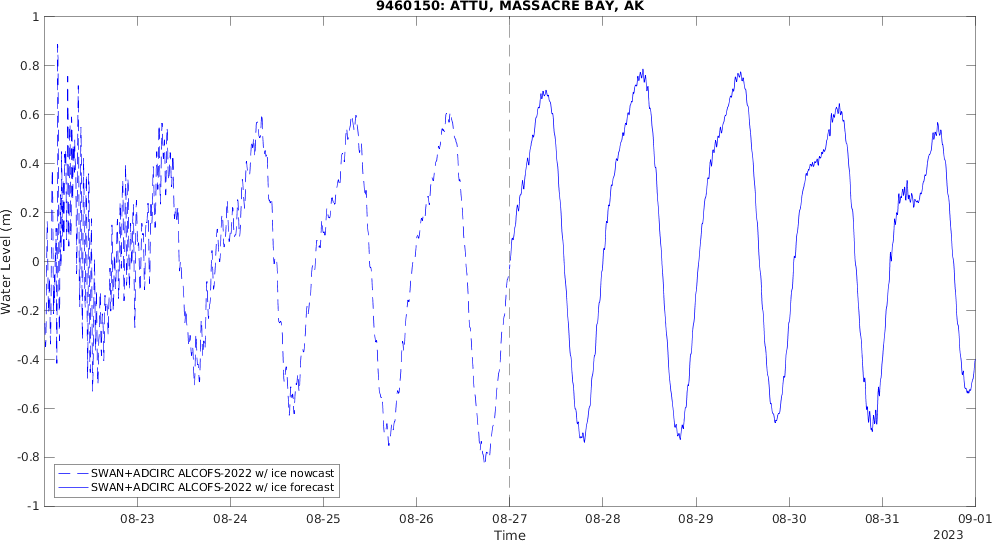 9460150: ATTU, MASSACRE BAY, AK
Water Level (m)
1
0.8
0.6
0.4
0.2
0
-0.2
-0.4
-0.6
-0.8
-1
SWAN+ADCIRC ALCOFS-2022 w/ ice nowcast
SWAN+ADCIRC ALCOFS-2022 w/ ice forecast
08-23 08-24 08-25 08-26 08-27 08-28 08-29 08-30 08-31 09-01
Time
2023